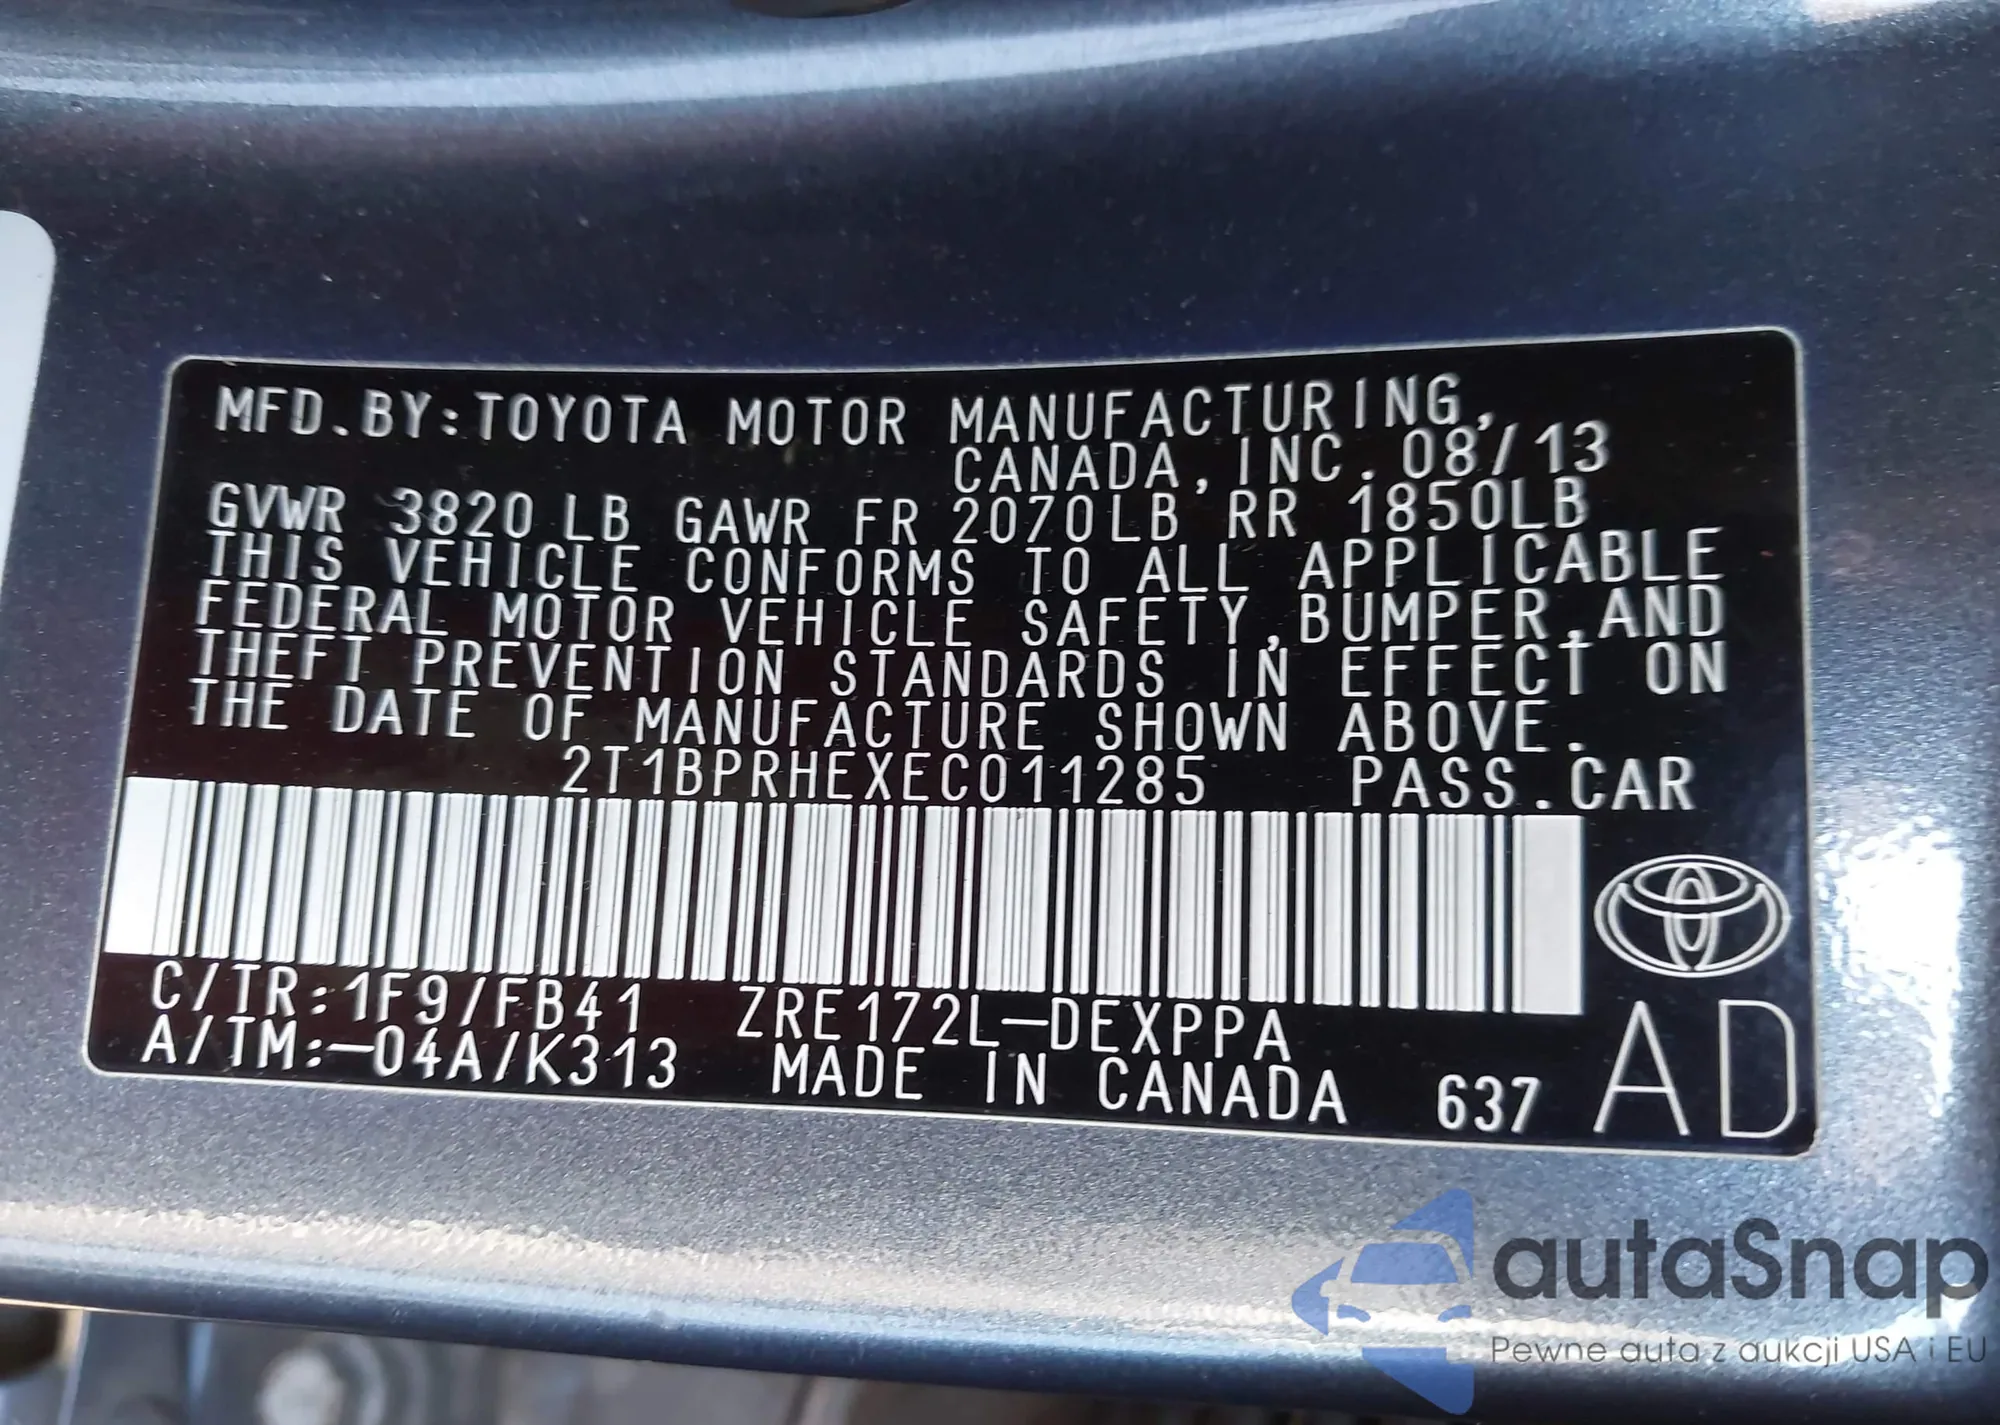 MFD.BY:TOYOTA MOTOR MANUFACTURING,
CANADA,INC.08/13
GVWR 3820LB GAWR FR 2070LB RR 1850LB
THIS VEHICLE CONFORMS TO ALL APPLICABLE
FEDERAL MOTOR VEHICLE SAFETY,BUMPER,AND
THEFT PREVENTION STANDARDS IN EFFECT ON
THE DATE OF MANUFACTURE SHOWN ABOVE.
2T1BPRHEXEC011285 PASS.CAR
C/TR:1F9/FB41 ZRE172L-DEXPPA
A/TM:-04A/K313 MADE IN CANADA 637 AD
autaSnap
Pewne auta z aukcji USA i EU